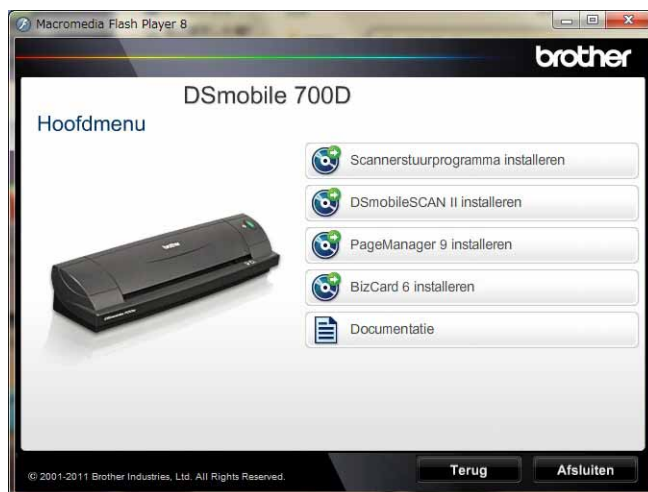 Macromedia Flash Player 8
brother
DSmobile 700D
Hoofdmenu
Scannerstuurprogramma installeren
DSmobileSCAN II installeren
PageManager 9 installeren
BizCard 6 installeren
Documentatie
brother
© 2001-2011 Brother Industries, Ltd. All Rights Reserved.
Terug
Afsluiten